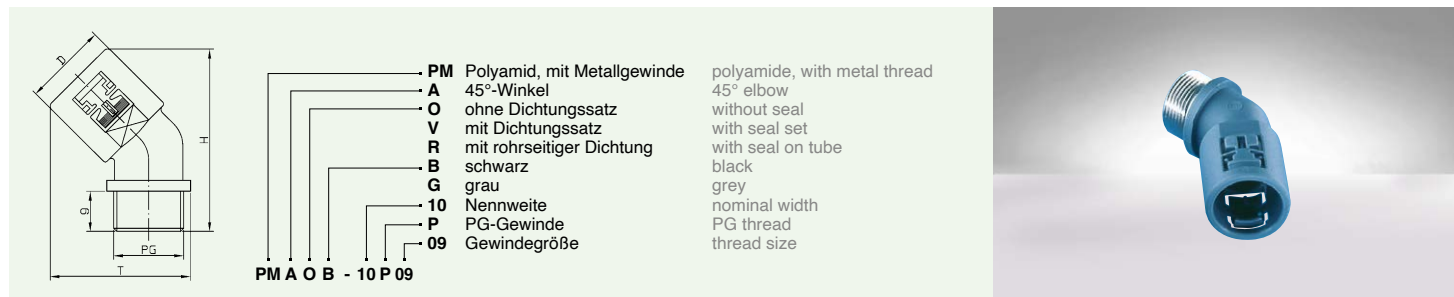 PM Polyamid, mit Metallgewinde polyamide, with metal thread
A 45°-Winkel 45° elbow
O ohne Dichtungssatz without seal
V mit Dichtungssatz with seal set
R mit rohrseitiger Dichtung with seal on tube
B schwarz black
G grau grey
10 Nennweite nominal width
P PG-Gewinde PG thread
09 Gewindegröße thread size
PM A O B - 10 P 09
D
H
9
PG
T